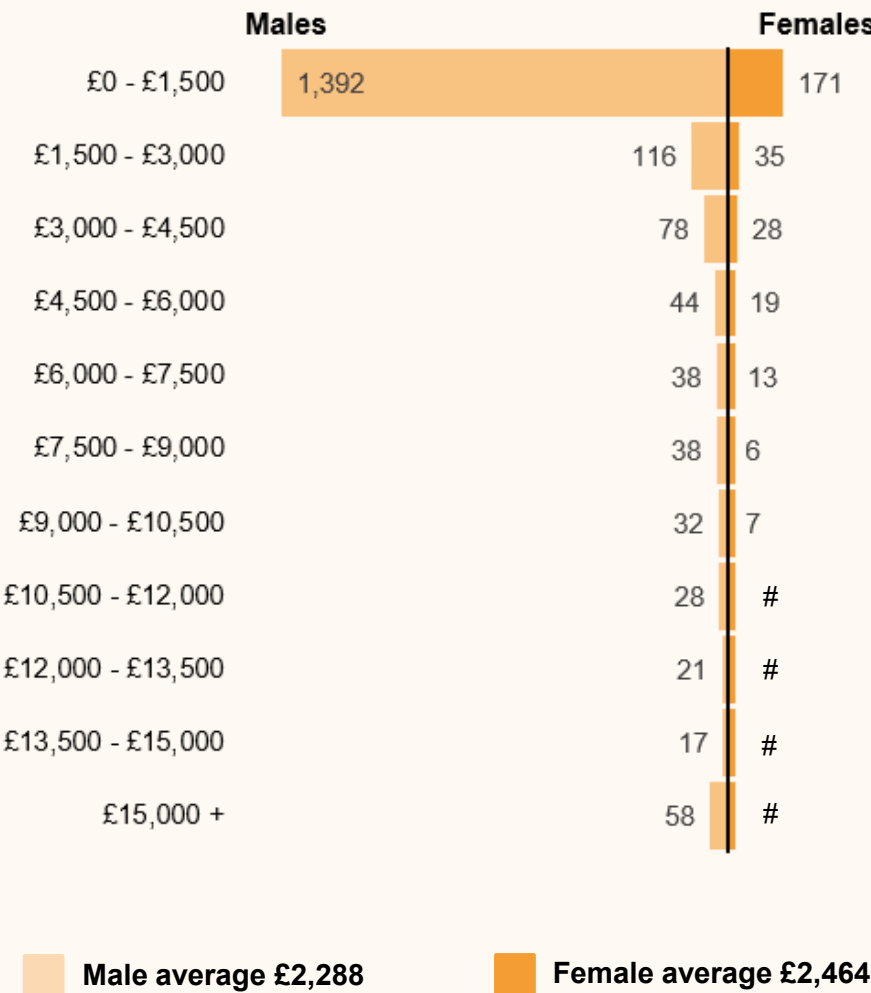 Males Females
£0 - £1,500 1,392 171
£1,500 - £3,000 116 35
£3,000 - £4,500 78 28
£4,500 - £6,000 44 19
£6,000 - £7,500 38 13
£7,500 - £9,000 38 6
£9,000 - £10,500 32 7
£10,500 - £12,000 28 #
£12,000 - £13,500 21 #
£13,500 - £15,000 17 #
£15,000 + 58 #
Male average £2,288 Female average £2,464